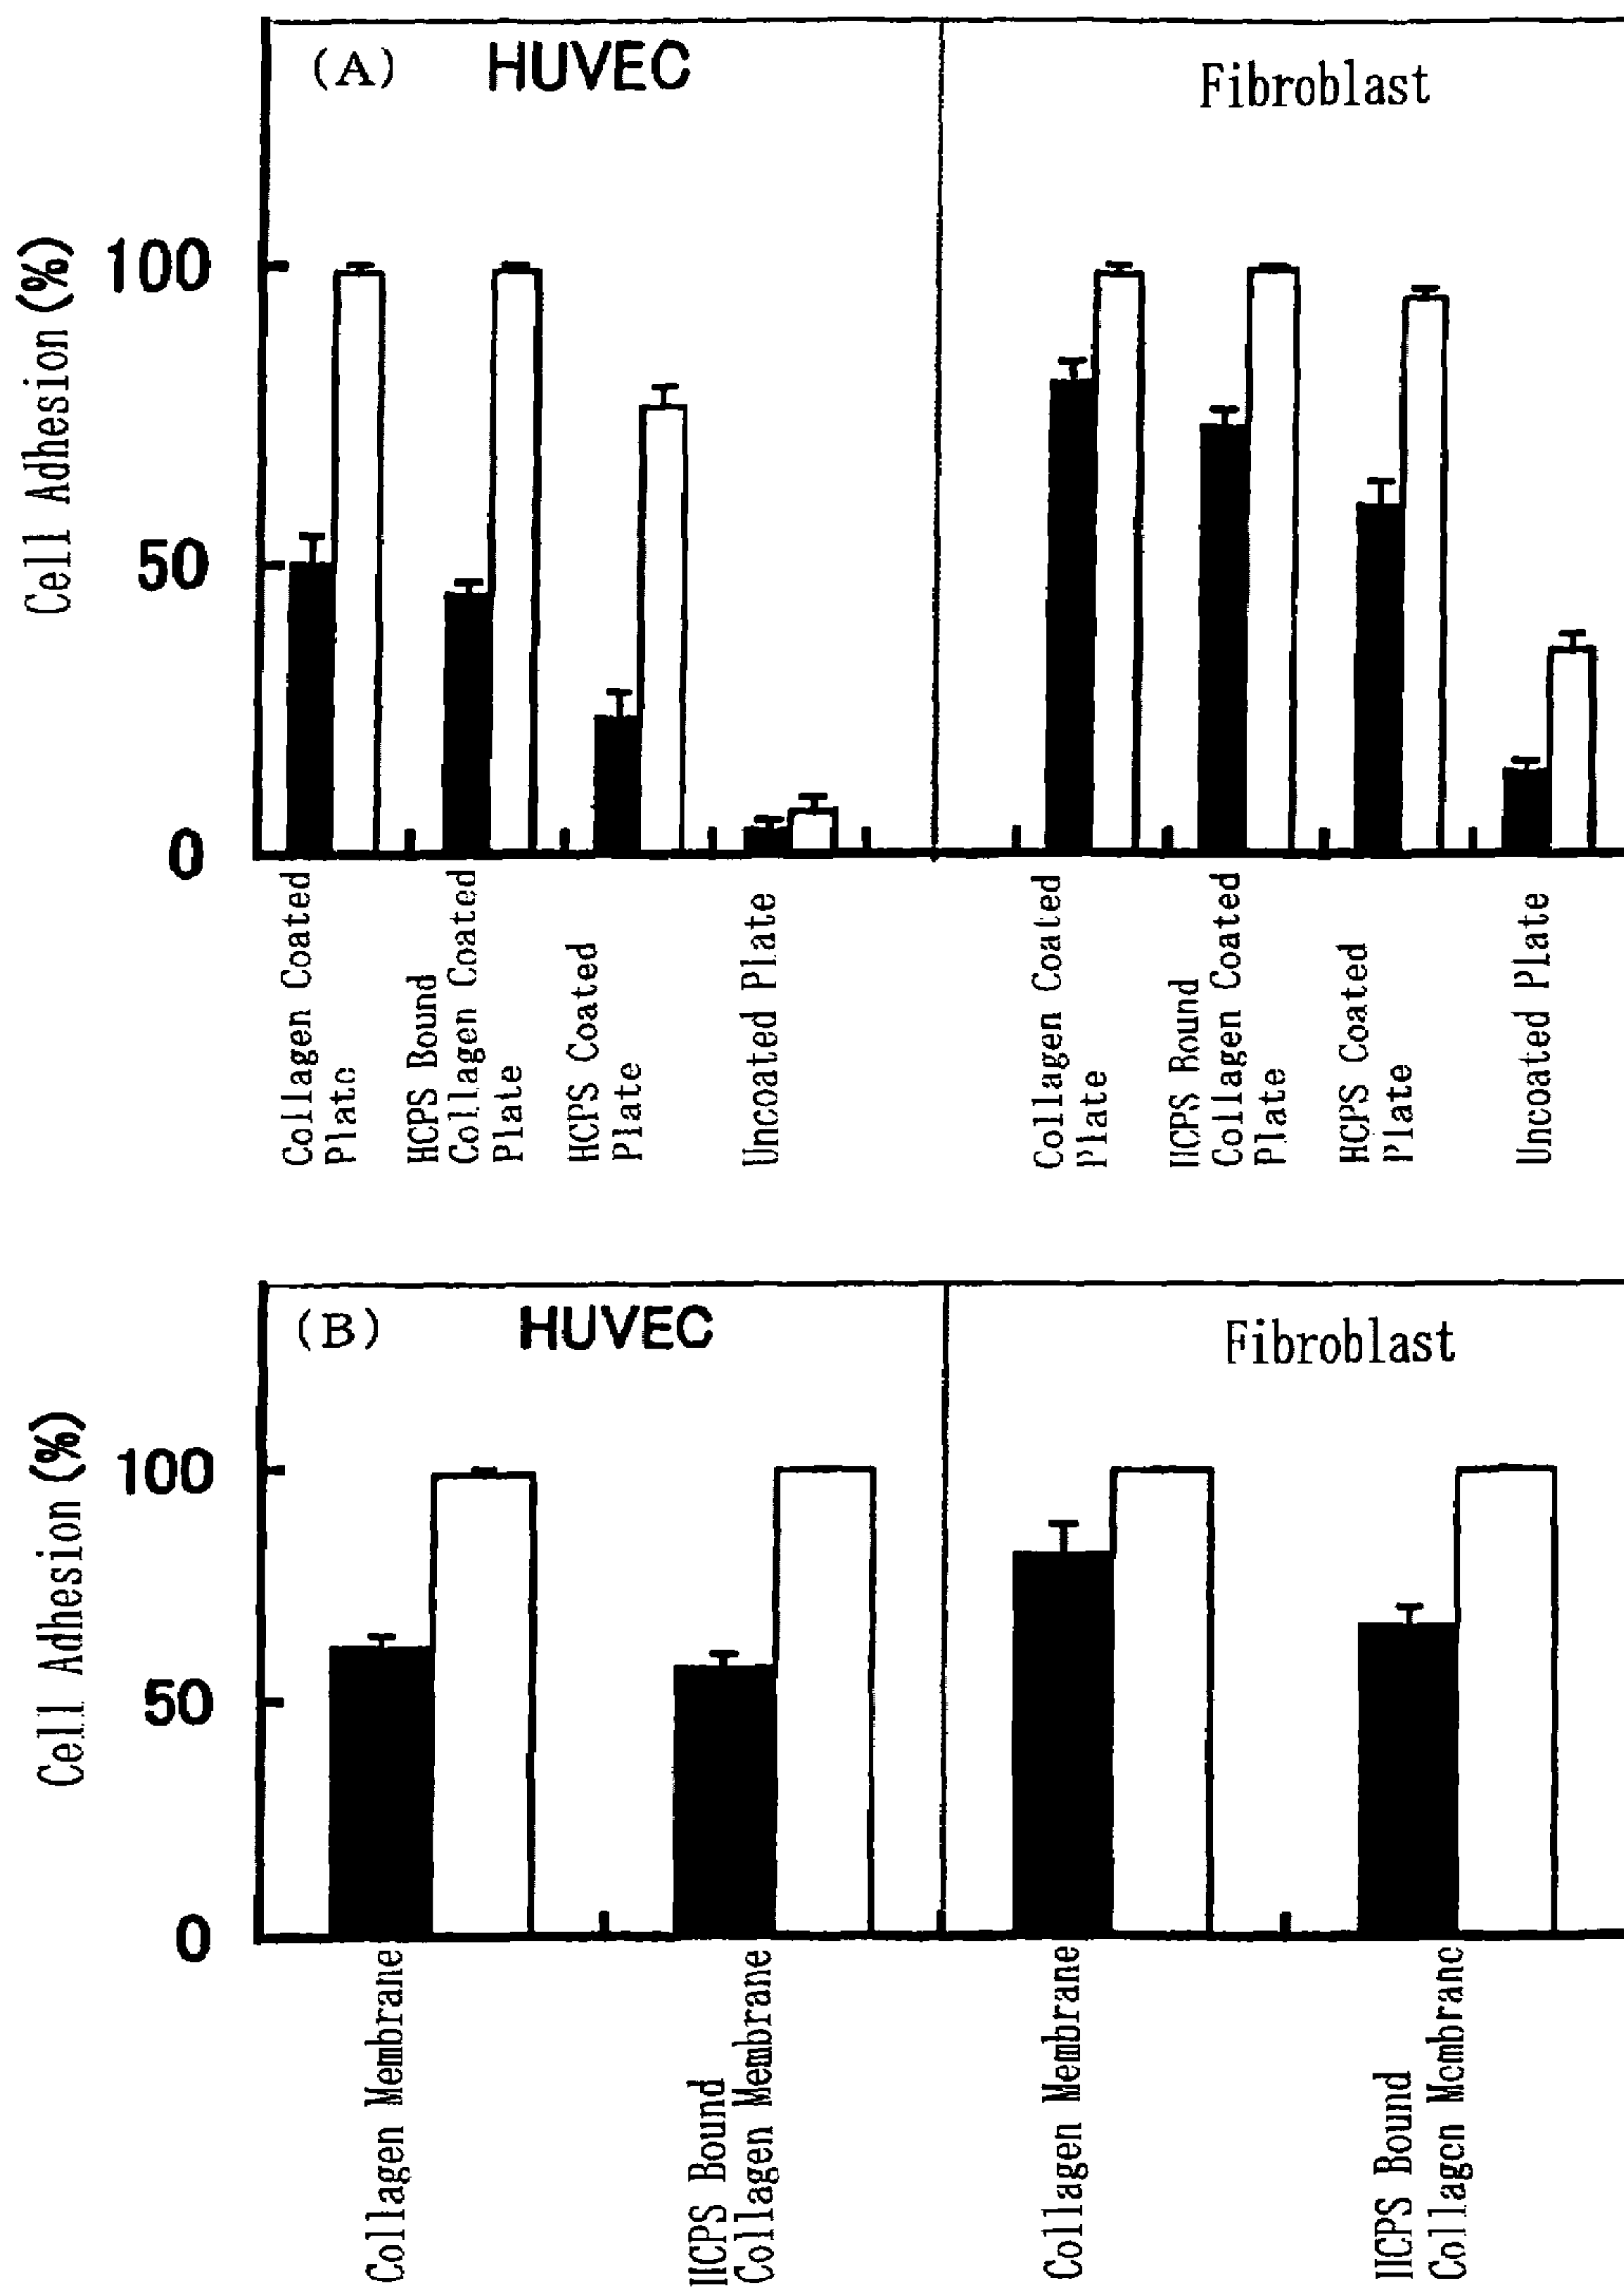 (A)
HUVEC
Fibroblast
Cell Adhesion (%)
100
50
0
Collagen Coated
Plate
HCPS Bound
Collagen Coated
Plate
HCPS Coated
Plate
Uncoated Plate
Collagen Coated
Plate
HCPS Bound
Collagen Coated
Plate
HCPS Coated
Plate
Uncoated Plate
(B)
HUVEC
Fibroblast
Cell Adhesion (%)
100
50
0
Collagen Membrane
HCPS Bound
Collagen Membrane
Collagen Membrane
HCPS Bound
Collagen Membrane